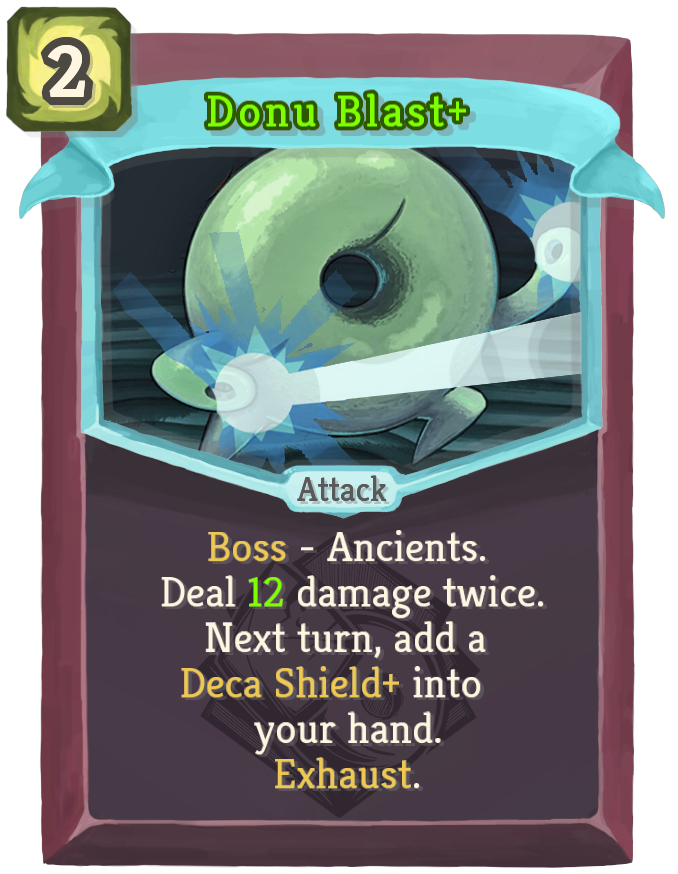 2
Donu Blast+
Attack
Boss - Ancients.
Deal 12 damage twice.
Next turn, add a
Deca Shield+ into
your hand.
Exhaust.